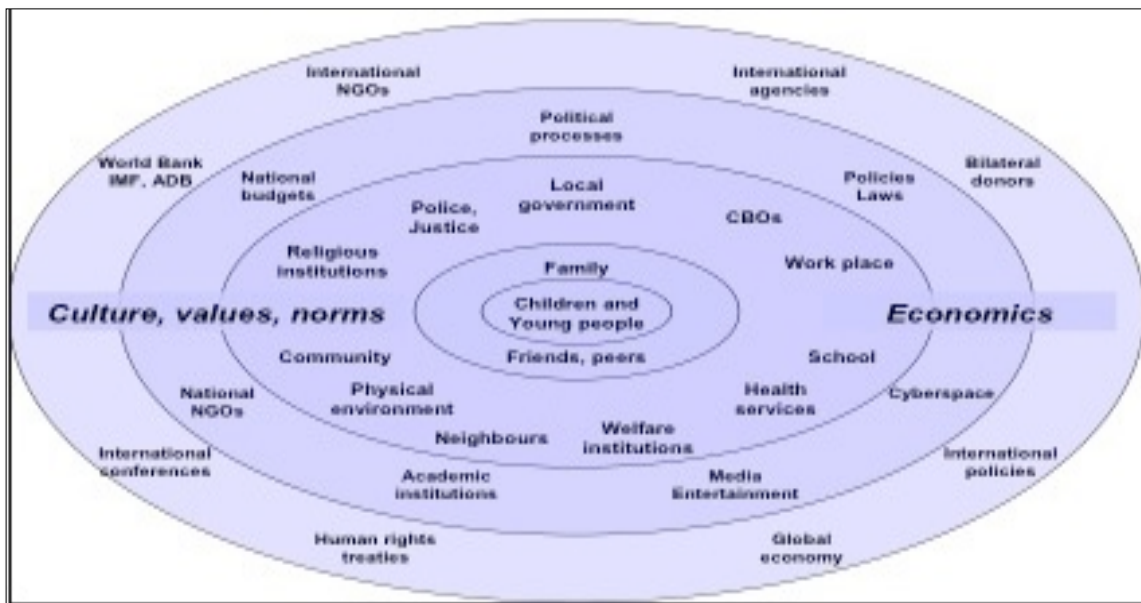 International
NGOs
International
agencies
Political
processes
World Bank
IMF, ADB
National
budgets
Policies
Laws
Bilateral
donors
Local
government
Police,
Justice
CBOs
Religious
institutions
Family
Work place
Culture, values, norms
Children and
Young people
Economics
Community
Friends, peers
School
National
NGOs
Physical
environment
Health
services
Cyberspace
Neighbours
Welfare
institutions
International
conferences
Academic
institutions
Media
Entertainment
International
policies
Human rights
treaties
Global
economy